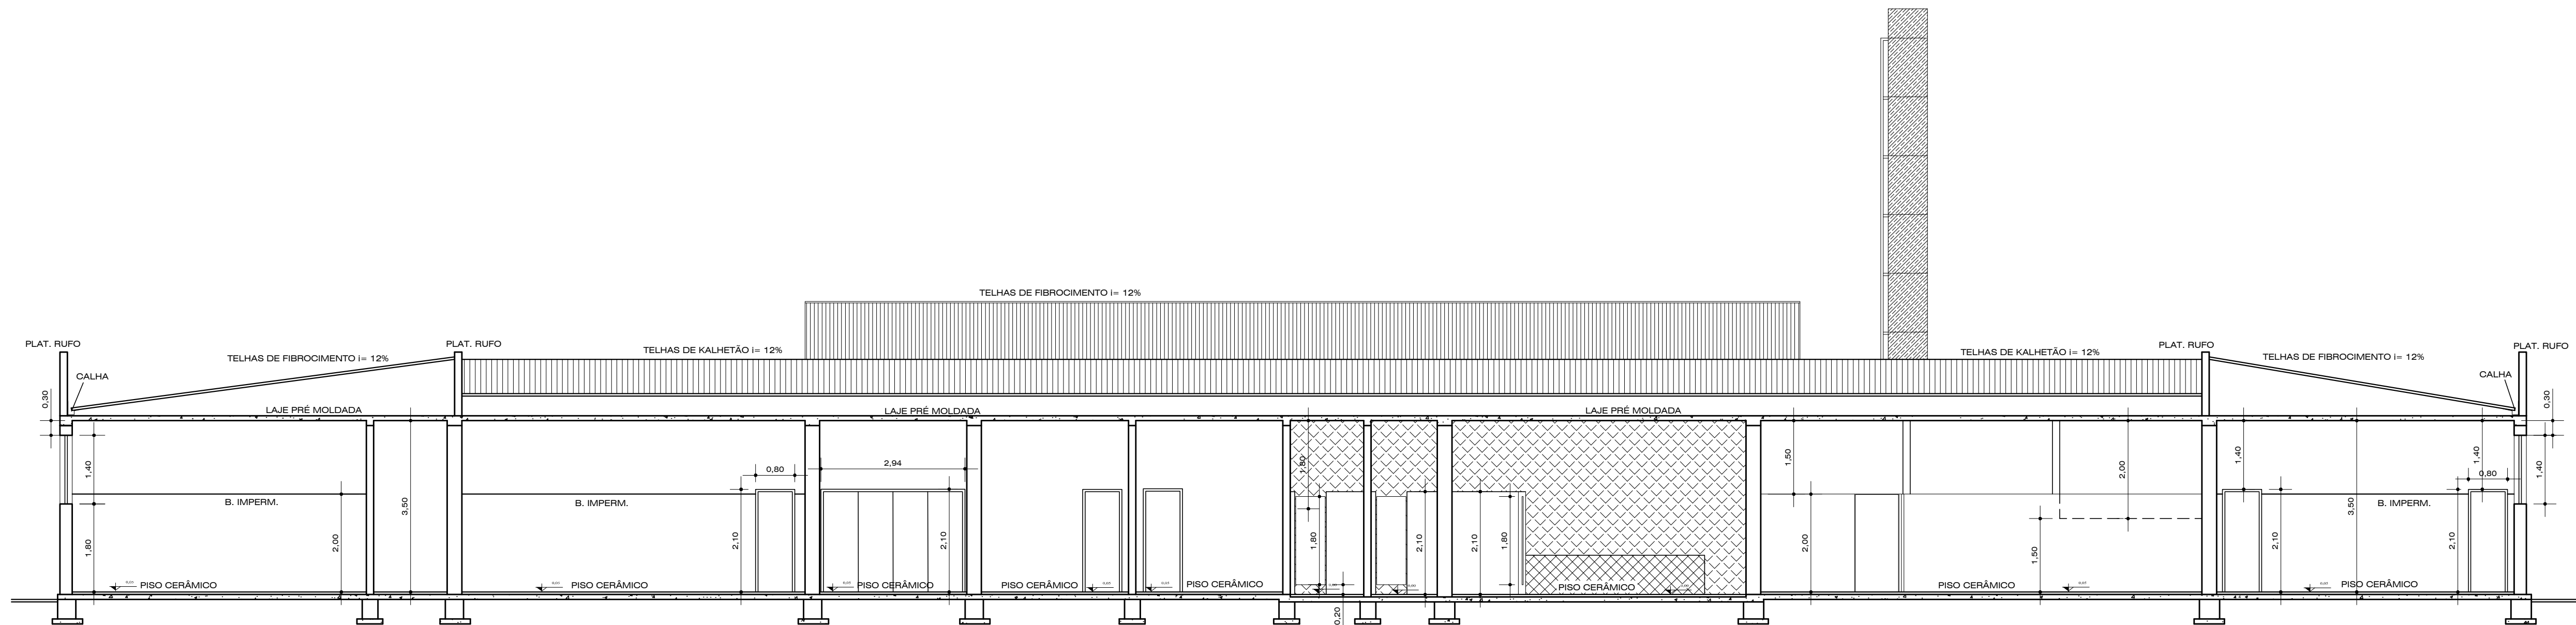 TELHAS DE FIBROCIMENTO i= 12%
PLAT. RUFO
PLAT. RUFO
PLAT. RUFO
PLAT. RUFO
TELHAS DE FIBROCIMENTO i= 12%
TELHAS DE KALHETÃO i= 12%
TELHAS DE KALHETÃO i= 12%
TELHAS DE FIBROCIMENTO i= 12%
CALHA
CALHA
0,30
0,30
LAJE PRÉ MOLDADA
LAJE PRÉ MOLDADA
LAJE PRÉ MOLDADA
1,40
0,80
2,94
1,80
1,50
2,00
1,40
1,40
0,80
1,40
B. IMPERM.
B. IMPERM.
B. IMPERM.
3,50
3,50
1,80
2,00
2,10
2,10
1,80
2,10
2,10
1,80
2,00
1,50
2,10
2,10
PISO CERÂMICO
PISO CERÂMICO
PISO CERÂMICO
PISO CERÂMICO
PISO CERÂMICO
PISO CERÂMICO
PISO CERÂMICO
PISO CERÂMICO
0,20